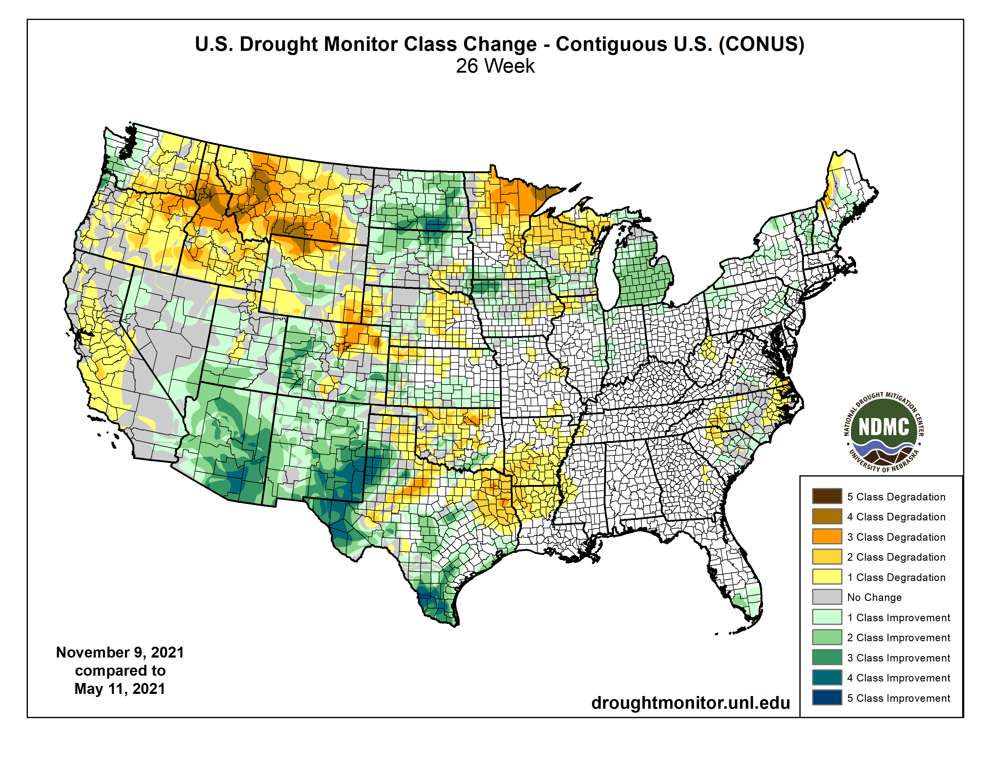 U.S. Drought Monitor Class Change - Contiguous U.S. (CONUS)
26 Week
NATIONAL DROUGHT MITIGATION CENTER
NDMC
UNIVERSITY OF NEBRASKA
5 Class Degradation
4 Class Degradation
3 Class Degradation
2 Class Degradation
1 Class Degradation
No Change
1 Class Improvement
2 Class Improvement
3 Class Improvement
4 Class Improvement
5 Class Improvement
November 9, 2021
compared to
May 11, 2021
droughtmonitor.unl.edu